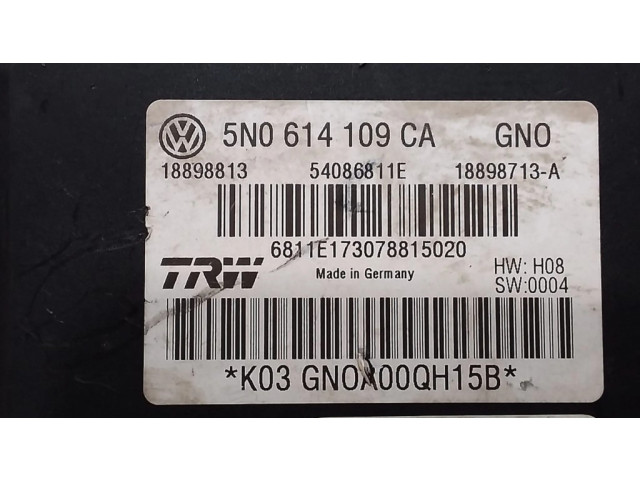 5N0 614 109 CA GNO
18898813 54086811E 18898713-A
6811E173078815020
TRW Made in Germany HW: H08
SW:0004
*K03 GNOA00QH15B*